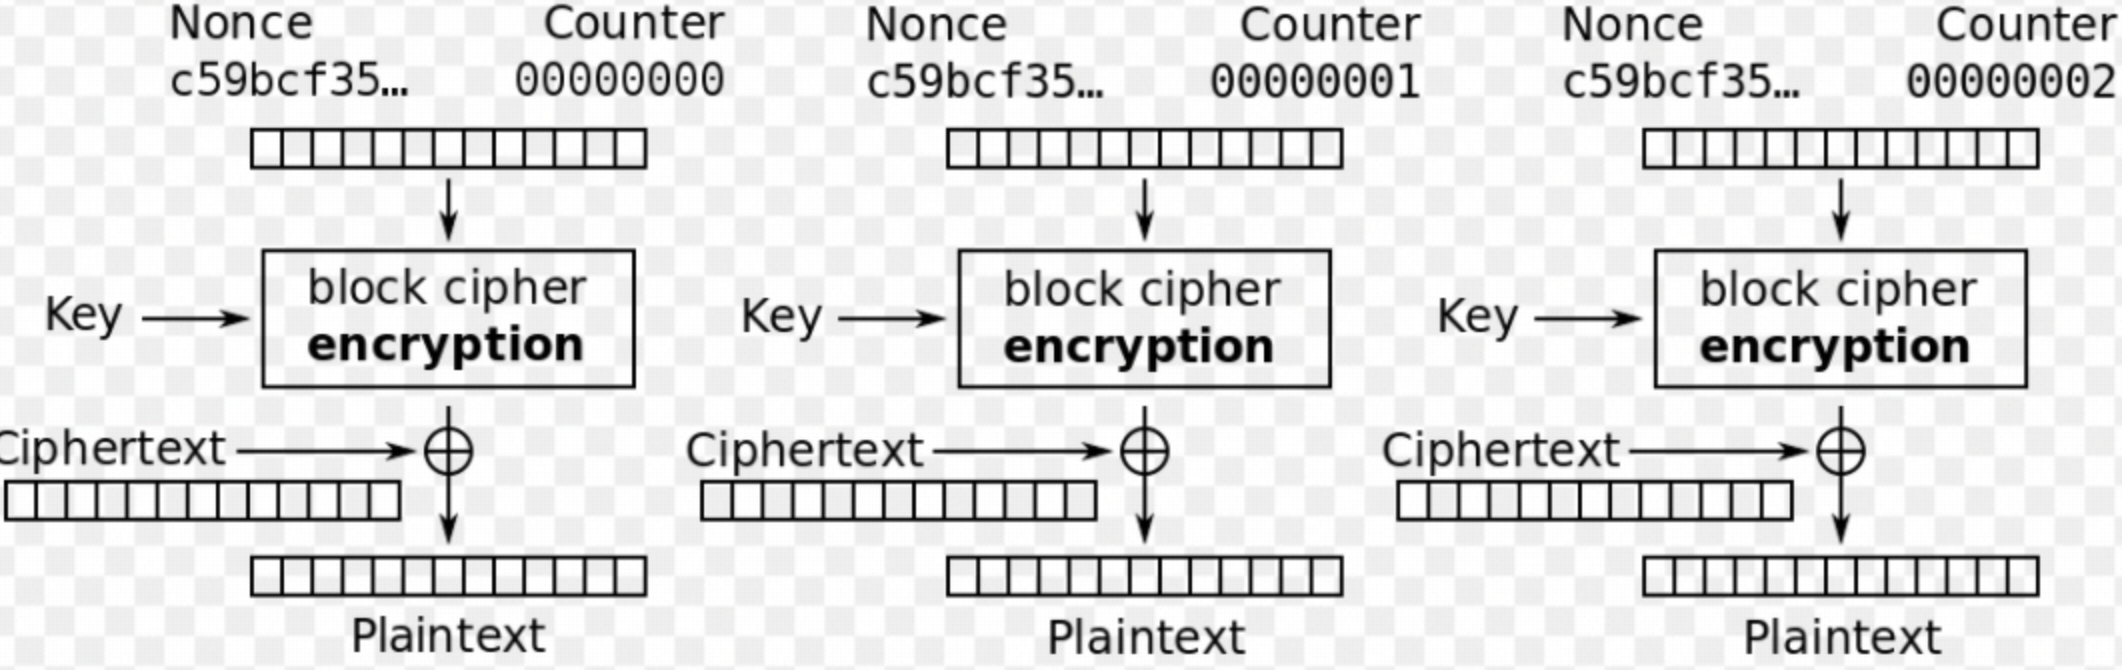 Nonce Counter Nonce Counter Nonce Counter
c59bcf35… 00000000 c59bcf35… 00000001 c59bcf35… 00000002
block cipher block cipher block cipher
Key Key Key
encryption encryption encryption
Ciphertext Ciphertext Ciphertext
Plaintext Plaintext Plaintext